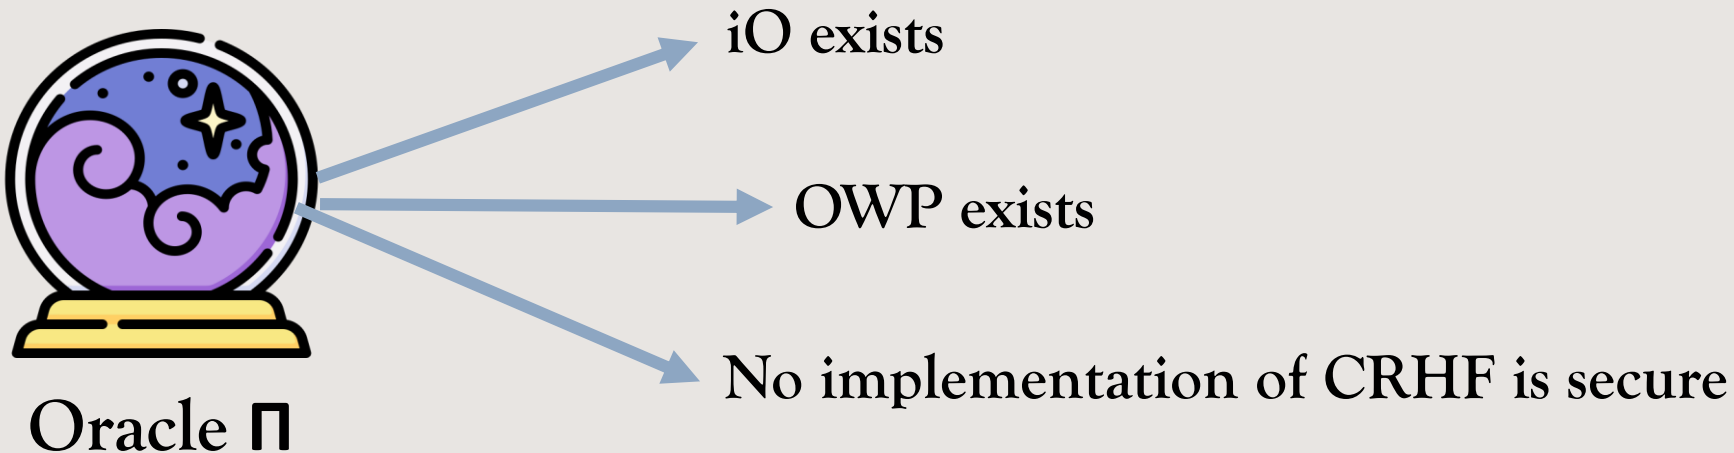 iO exists
OWP exists
No implementation of CRHF is secure
Oracle Π